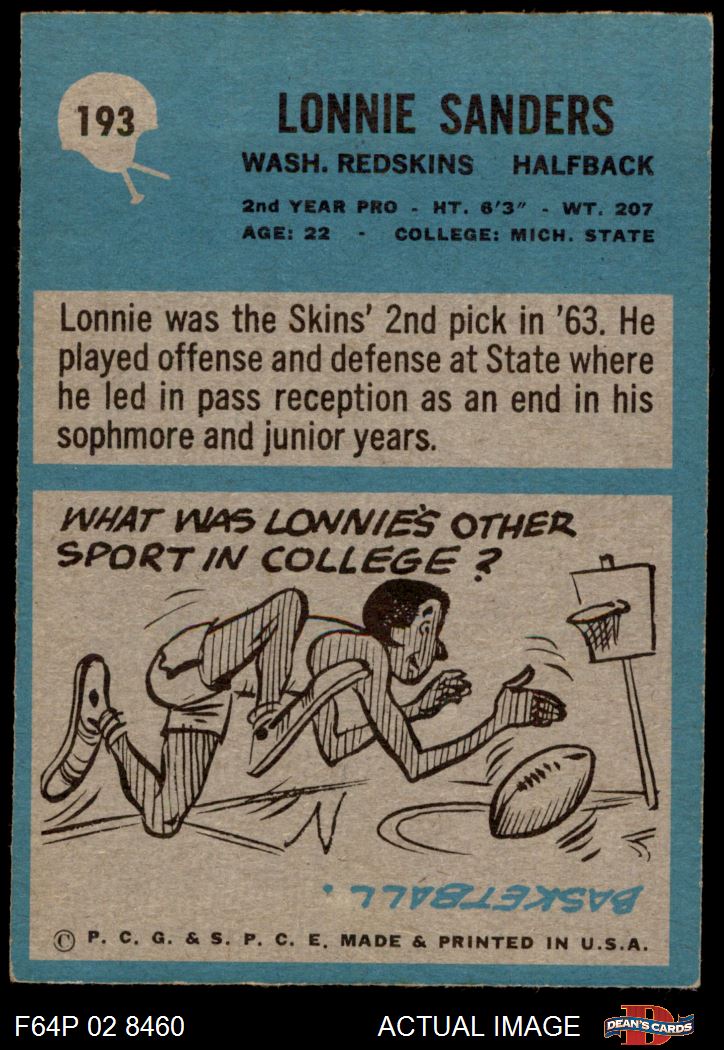 193
LONNIE SANDERS
WASH. REDSKINS HALFBACK
2nd YEAR PRO - HT. 6'3" - WT. 207
AGE: 22 - COLLEGE: MICH. STATE
Lonnie was the Skins' 2nd pick in '63. He
played offense and defense at State where
he led in pass reception as an end in his
sophmore and junior years.
WHAT WAS LONNIE'S OTHER
SPORT IN COLLEGE?
BASKETBALL.
© P. C. G. & S. P. C. E. MADE & PRINTED IN U.S.A.
F64P 02 8460
ACTUAL IMAGE
DEAN'S CARDS